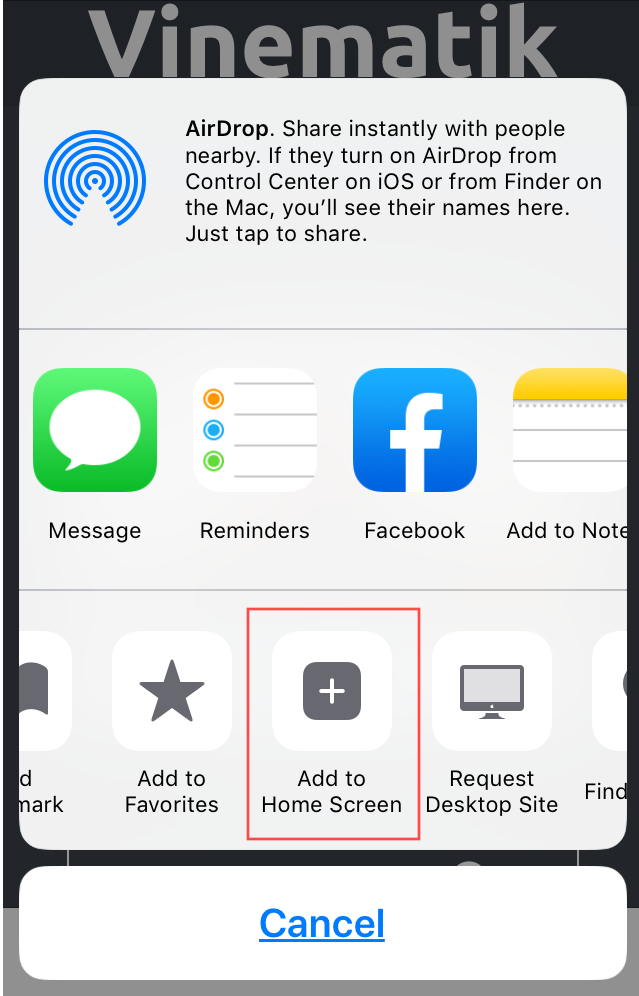 Vinematik
AirDrop. Share instantly with people
nearby. If they turn on AirDrop from
Control Center on iOS or from Finder on
the Mac, you’ll see their names here.
Just tap to share.
Message
Reminders
Facebook
Add to Note
d
mark
Add to
Favorites
Add to
Home Screen
Request
Desktop Site
Find
Cancel